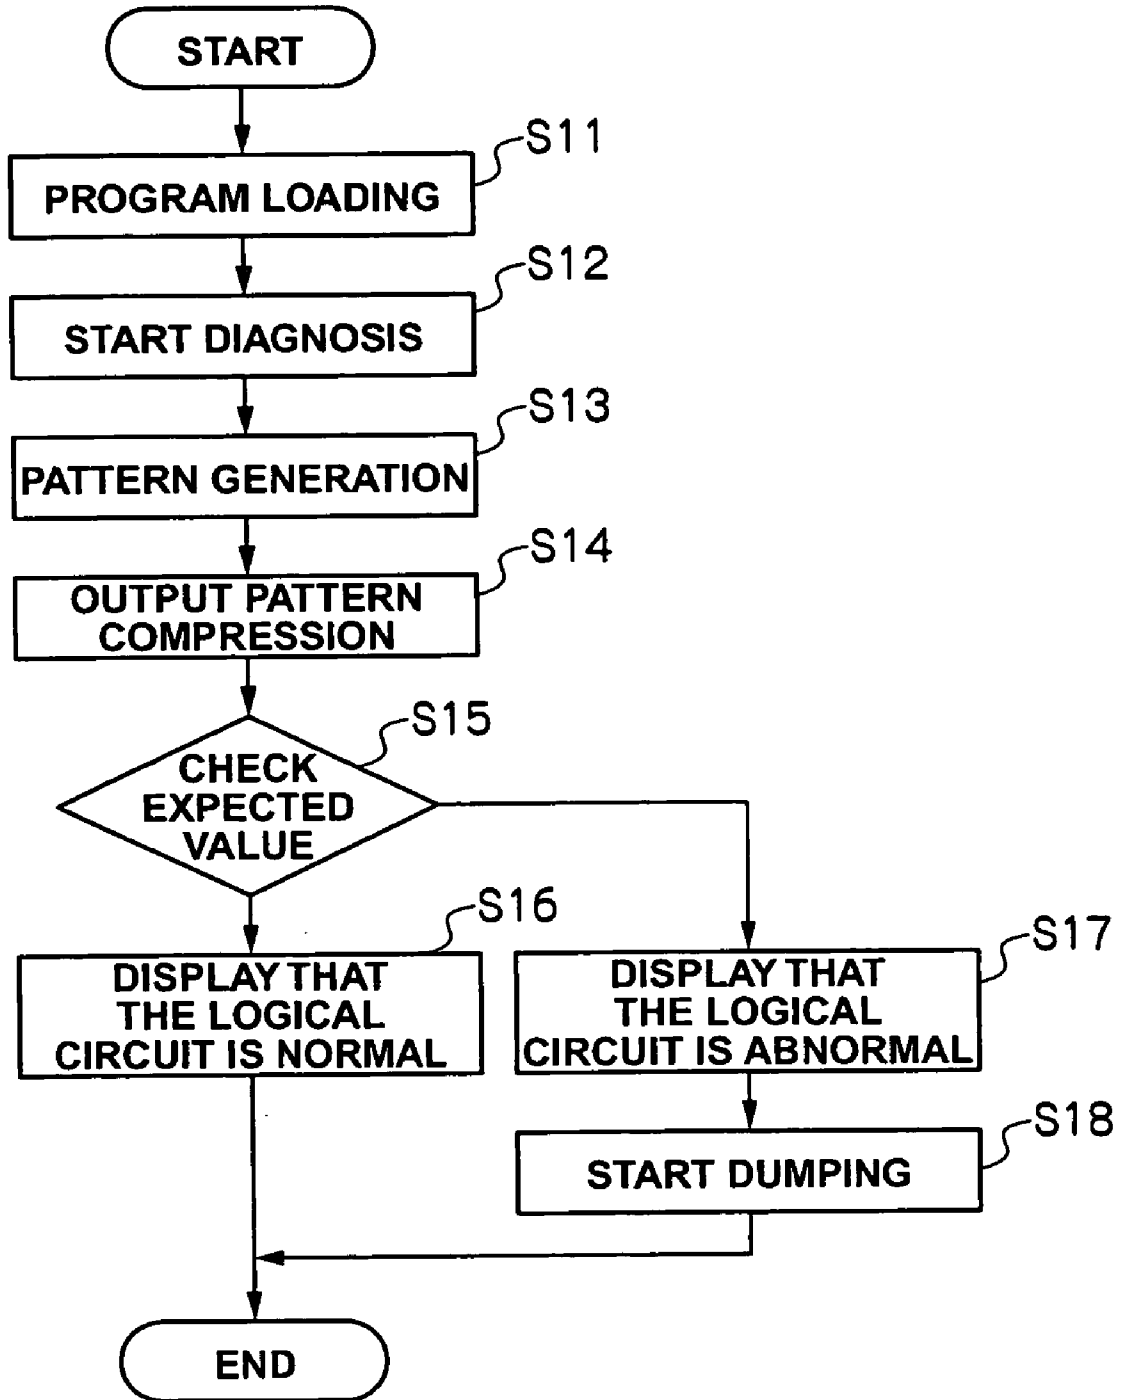 START
S11
PROGRAM LOADING
S12
START DIAGNOSIS
S13
PATTERN GENERATION
S14
OUTPUT PATTERN
COMPRESSION
S15
CHECK
EXPECTED
VALUE
S16
DISPLAY THAT
THE LOGICAL
CIRCUIT IS NORMAL
S17
DISPLAY THAT
THE LOGICAL
CIRCUIT IS ABNORMAL
S18
START DUMPING
END